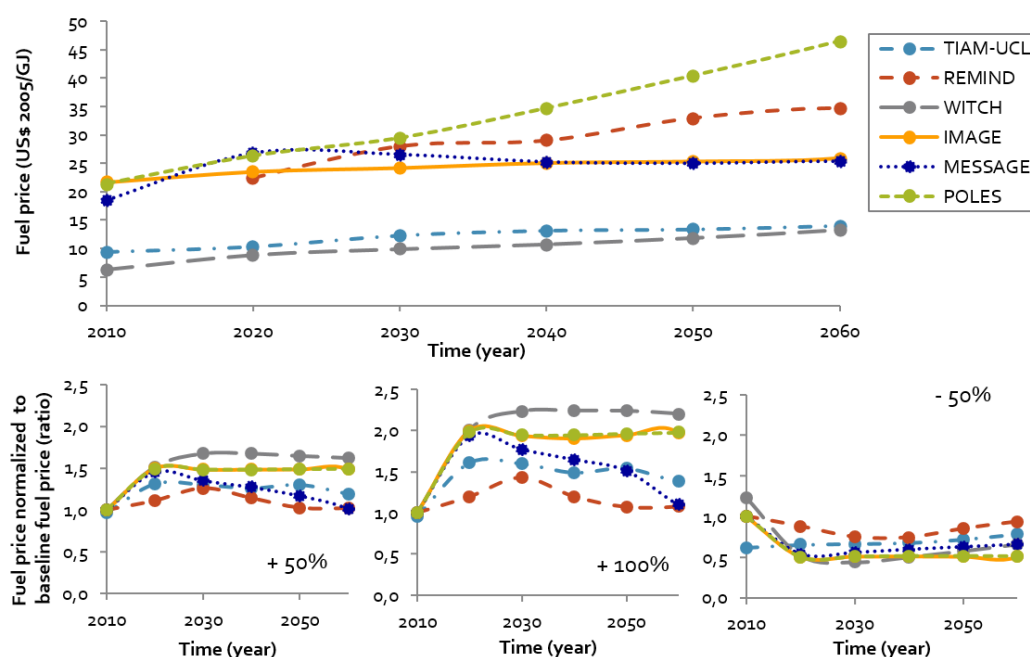 Fuel price (US$ 2005/GJ)
50
45
40
35
30
25
20
15
10
5
0
2010 2020 2030 2040 2050 2060
Time (year)
TIAM-UCL
REMIND
WITCH
IMAGE
MESSAGE
POLES
Fuel price normalized to
baseline fuel price (ratio)
2,5
2,0
1,5
1,0
0,5
0,0
+ 50%
2010 2030 2050
Time (year)
2,5
2,0
1,5
1,0
0,5
0,0
+ 100%
2010 2030 2050
Time (year)
- 50%
2,5
2,0
1,5
1,0
0,5
0,0
2010 2030 2050
Time (year)